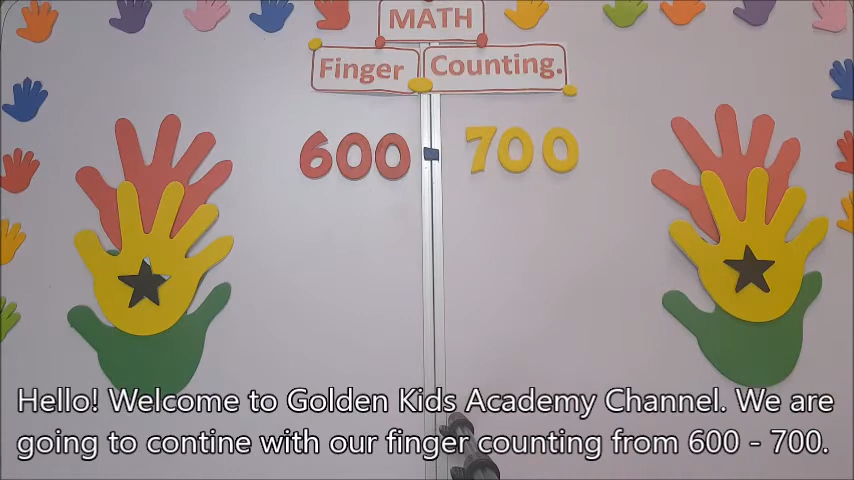 MATH
Finger Counting.
600 - 700
Hello! Welcome to Golden Kids Academy Channel. We are
going to contine with our finger counting from 600 - 700.